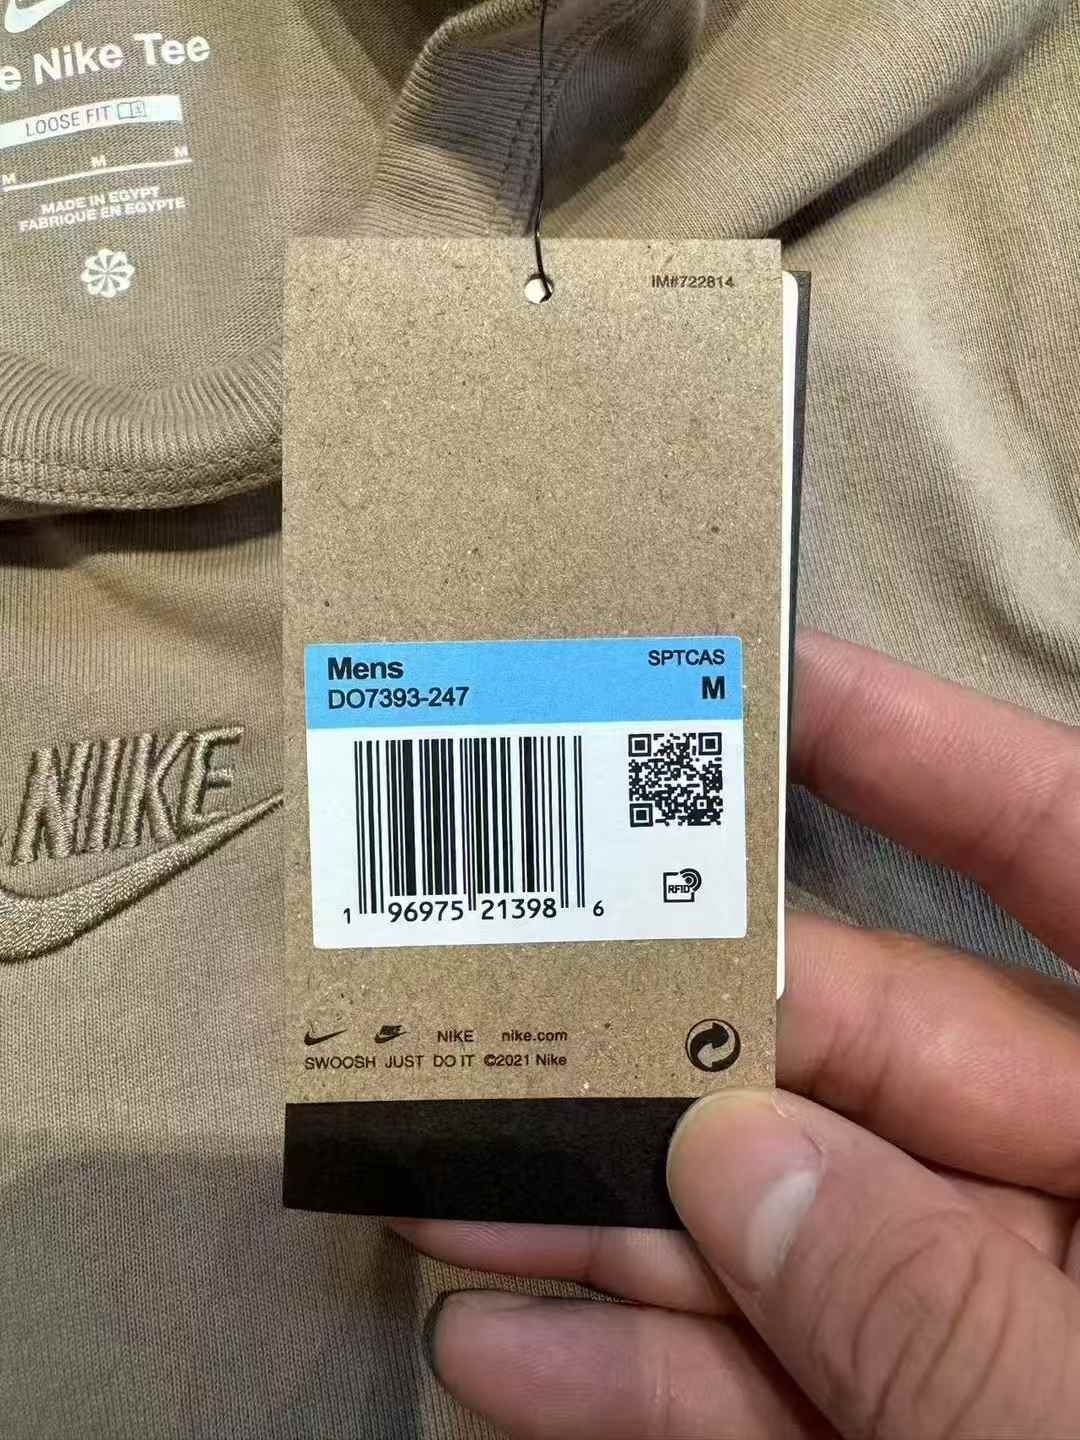 Nike Tee
LOOSE FIT
M M M
MADE IN EGYPT
FABRIQUE EN EGYPTE
IM#722814
Mens
DO7393-247
SPTCAS
M
1 96975 21398 6
RFID
NIKE nike.com
SWOOSH JUST DO IT ©2021 Nike
NIKE